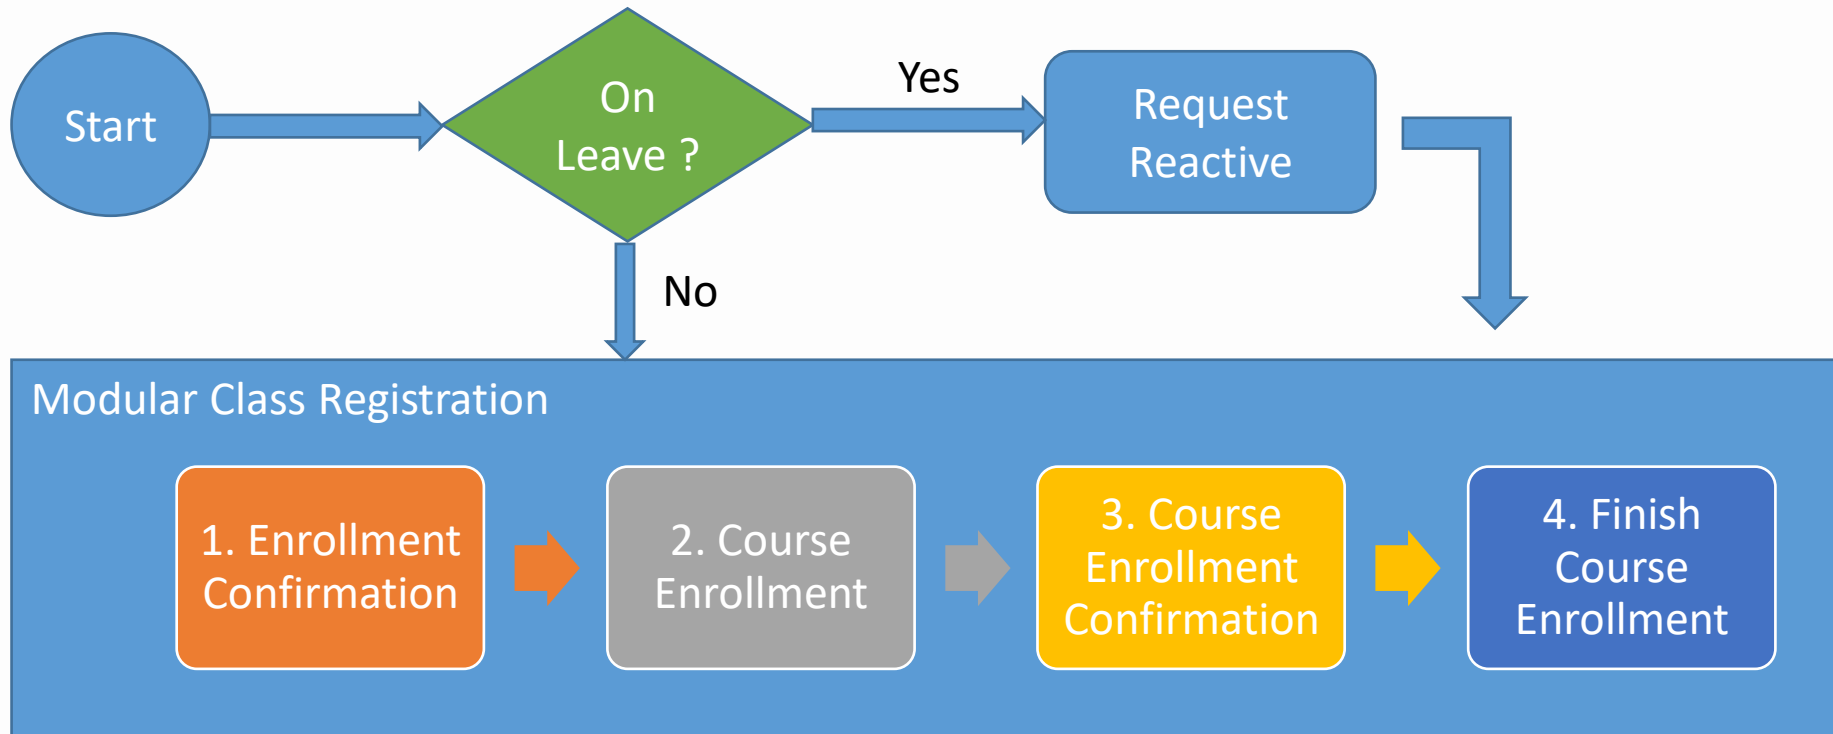 Start
On
Leave ?
Yes
Request
Reactive
No
Modular Class Registration
1. Enrollment
Confirmation
2. Course
Enrollment
3. Course
Enrollment
Confirmation
4. Finish
Course
Enrollment